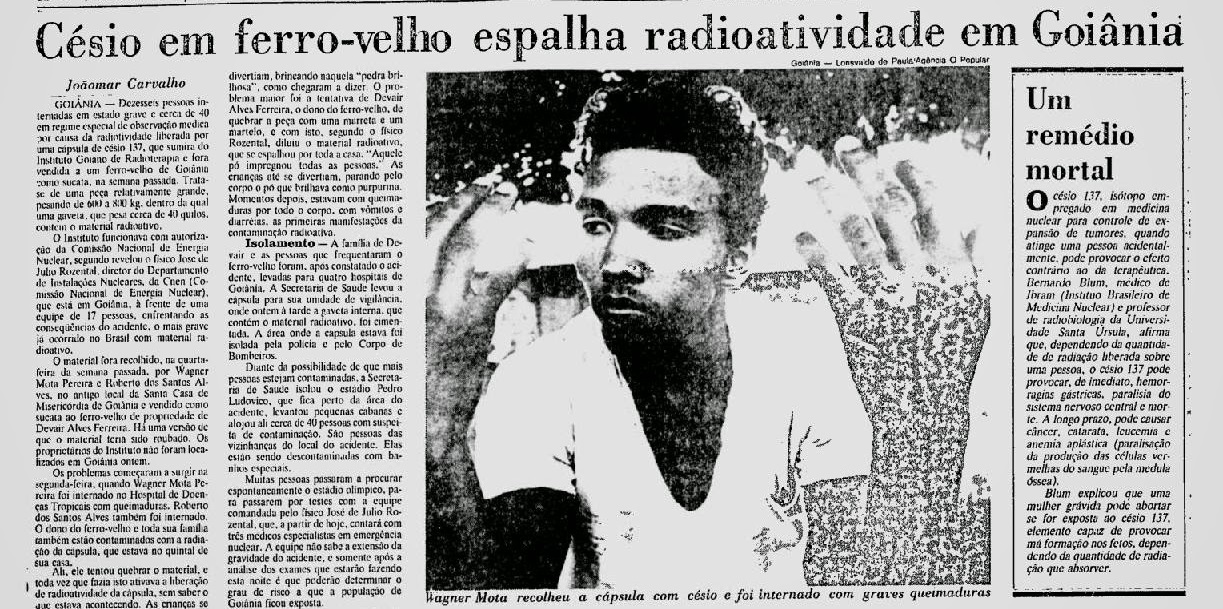 Césio em ferro-velho espalha radioatividade em Goiânia
Goiânia — Lorisvaldo de Paula/Agência O Popular
Joãomar Carvalho
GOIÂNIA — Dezesseis pessoas in-
ternadas em estado grave e cerca de 40
em regime especial de observação medica
por causa da radiotividade liberada por
uma cápsula de césio 137, que sumira do
Instituto Goiano de Radioterapia e fora
vendida a um ferro-velho de Goiânia
como sucata, na semana passada. Trata-
se de uma peça relativamente grande,
pesando de 600 a 800 kg, dentro da qual
uma gaveta, que pesa cerca de 40 quilos,
contem o material radioativo.
O Instituto funcionava com autoriza-
ção da Comissão Nacional de Energia
Nuclear, segundo revelou o físico Jose de
Julio Rozental, diretor do Departamento
de Instalações Nucleares, da Cnen (Co-
missão Nacional de Energia Nuclear),
que está em Goiânia, à frente de uma
equipe de 17 pessoas, enfrentando as
conseqüências do acidente, o mais grave
já ocorrido no Brasil com material ra-
dioativo.
O material fora recolhido, na quarta-
feira da semana passada, por Wagner
Mota Pereira e Roberto dos Santos Al-
ves, no antigo local da Santa Casa de
Misericórdia de Goiânia e vendido como
sucata ao ferro-velho de propriedade de
Devair Alves Ferreira. Há uma versão de
que o material teria sido roubado. Os
proprietários do Instituto não foram loca-
lizados em Goiânia ontem.
Os problemas começaram a surgir na
segunda-feira, quando Wagner Mota Pe-
reira foi internado no Hospital de Doen-
ças Tropicais com queimaduras. Roberto
dos Santos Alves também foi internado.
O dono do ferro-velho e toda sua família
também estão contaminados com a radia-
ção da cápsula, que estava no quintal de
sua casa.
Ali, ele tentou quebrar o material, e
toda vez que fazia isto ativava a liberação
de radioatividade da cápsula, sem saber o
que estava acontecendo. As crianças se
divertiam, brincando naquela "pedra bri-
lhosa", como chegaram a dizer. O pro-
blema maior foi a tentativa de Devair
Alves Ferreira, o dono do ferro-velho, de
quebrar a peça com uma marreta e um
martelo, e com isto, segundo o físico
Rozental, diluiu o material radioativo,
que se espalhou por toda a casa. "Aquele
pó impregnou todas as pessoas." As
crianças até se divertiam, parando pelo
corpo o pó que brilhava como purpurina.
Momentos depois, estavam com queima-
duras por todo o corpo, com vômitos e
diarreias, as primeiras manifestações da
contaminação radioativa.
Isolamento — A família de De-
vair e as pessoas que frequentaram o
ferro-velho foram, após constatado o aci-
dente, levadas para quatro hospitais de
Goiânia. A Secretaria de Saude levou a
cápsula para sua unidade de vigilância,
onde ontem à tarde a gaveta interna, que
contém o material radioativo, foi cimen-
tada. A área onde a capsula estava foi
isolada pela polícia e pelo Corpo de
Bombeiros.
Diante da possibilidade de que mais
pessoas estejam contaminadas, a Secreta-
ria de Saude isolou o estádio Pedro
Ludovico, que fica perto da área do
acidente, levantou pequenas cabanas e
alojou ali cerca de 40 pessoas com suspei-
ta de contaminação. São pessoas das
vizinhanças do local do acidente. Elas
estão sendo descontaminadas com ba-
nhos especiais.
Muitas pessoas passaram a procurar
espontaneamente o estádio olímpico, pa-
ra passarem por testes com a equipe
comandada pelo físico José de Julio Ro-
zental, que, a partir de hoje, contará com
três medicos especialistas em emergência
nuclear. A equipe não sabe a extensão da
gravidade do acidente, e somente após a
análise dos exames que estarão fazendo
esta noite é que poderão determinar o
grau de risco a que a população de
Goiânia ficou exposta.
Wagner Mota recolheu a cápsula com césio e foi internado com graves queimaduras
Um
remédio
mortal
O césio 137, isótopo em-
pregado em medicina
nuclear para controle de ex-
pansão de tumores, quando
atinge uma pessoa acidental-
mente, pode provocar o efeito
contrário ao da terapêutica.
Bernardo Blum, médico de
Ibram (Instituto Brasileiro de
Medicina Nuclear) e professor
de radiobiologia da Universi-
dade Santa Ursula, afirma
que, dependendo da quantida-
de de radiação liberada sobre
uma pessoa, o césio 137 pode
provocar, de imediato, hemor-
ragias gástricas, paralisia do
sistema nervoso central e mor-
te. A longo prazo, pode causar
câncer, catarata, leucemia e
anemia aplástica (paralisação
da produção das células ver-
melhas do sangue pela medula
óssea).
Blum explicou que uma
mulher grávida pode abortar
se for exposta ao césio 137,
elemento capaz de provocar
má formação nos fetos, depen-
dendo da quantidade de radia-
ção que absorver.